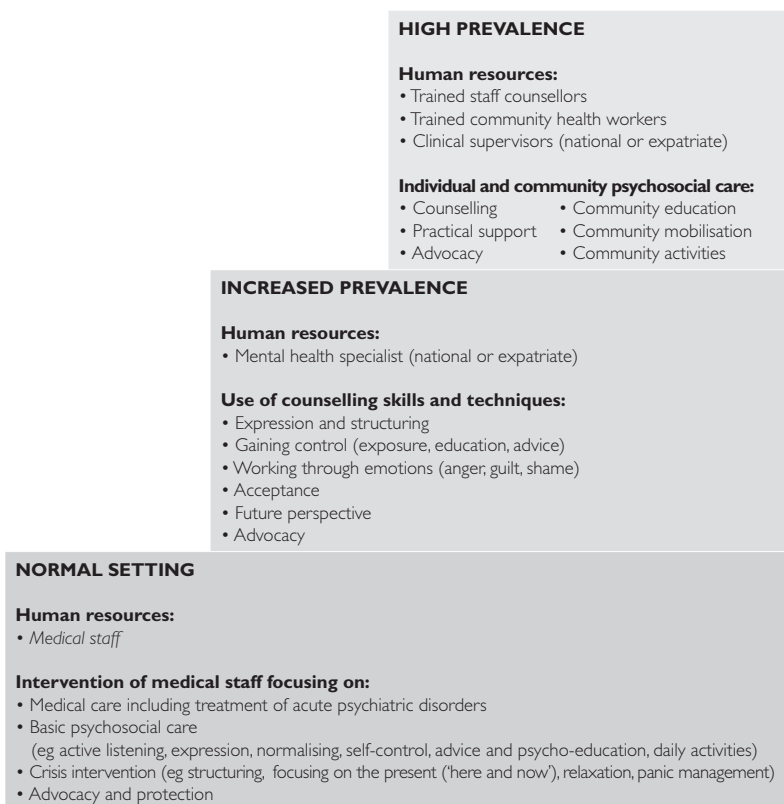 HIGH PREVALENCE
Human resources:
• Trained staff counsellors
• Trained community health workers
• Clinical supervisors (national or expatriate)
Individual and community psychosocial care:
• Counselling • Community education
• Practical support • Community mobilisation
• Advocacy • Community activities
INCREASED PREVALENCE
Human resources:
• Mental health specialist (national or expatriate)
Use of counselling skills and techniques:
• Expression and structuring
• Gaining control (exposure, education, advice)
• Working through emotions (anger, guilt, shame)
• Acceptance
• Future perspective
• Advocacy
NORMAL SETTING
Human resources:
• Medical staff
Intervention of medical staff focusing on:
• Medical care including treatment of acute psychiatric disorders
• Basic psychosocial care
(eg active listening, expression, normalising, self-control, advice and psycho-education, daily activities)
• Crisis intervention (eg structuring, focusing on the present (‘here and now’), relaxation, panic management)
• Advocacy and protection